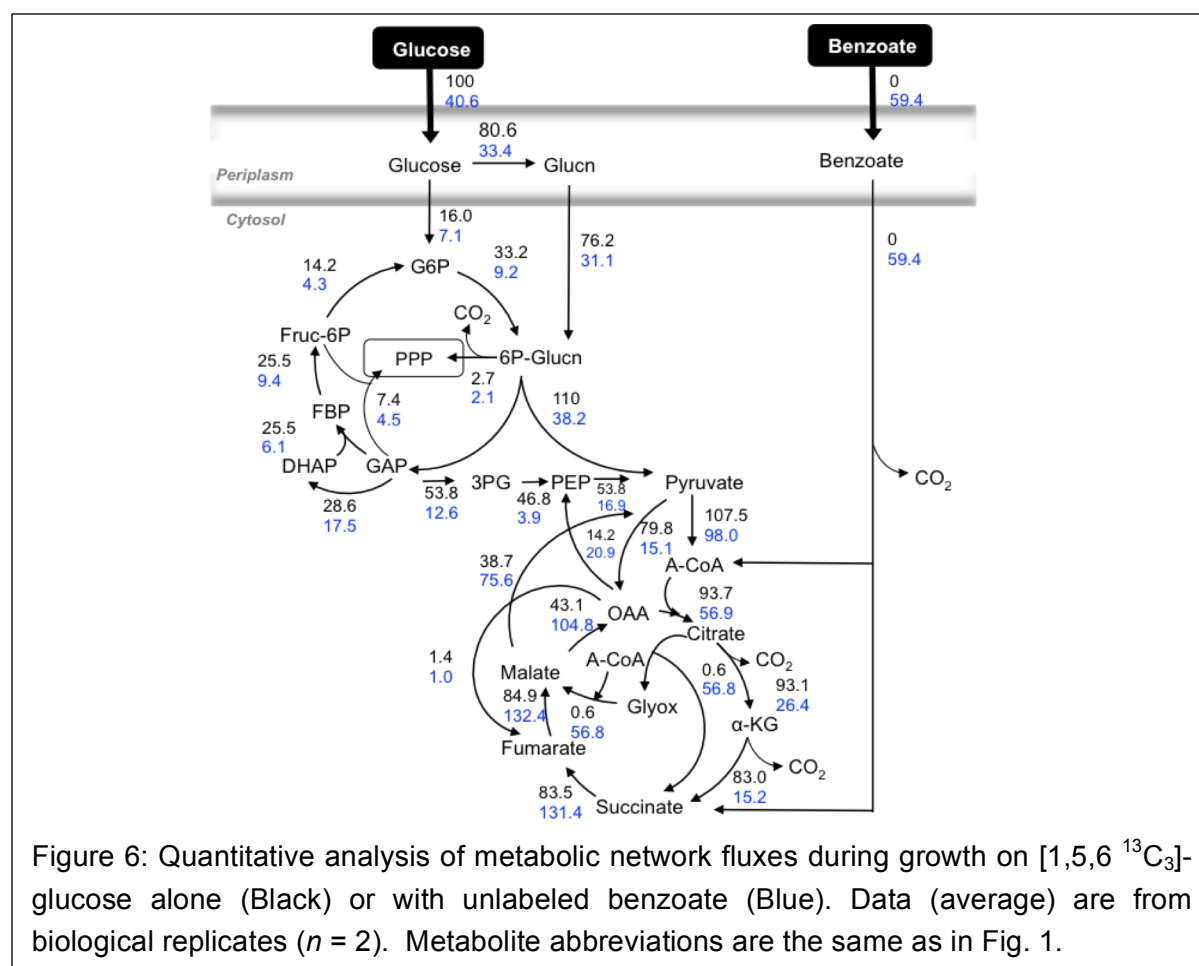 Glucose
Benzoate
100
40.6
0
59.4
80.6
33.4
Glucose
Glucn
Benzoate
Periplasm
Cytosol
16.0
7.1
76.2
31.1
0
59.4
14.2
4.3
G6P
33.2
9.2
CO2
Fruc-6P
PPP
6P-Glucn
25.5
9.4
2.7
2.1
7.4
4.5
110
38.2
FBP
25.5
6.1
DHAP
GAP
3PG
PEP
Pyruvate
CO2
53.8
12.6
46.8
3.9
53.8
16.9
28.6
17.5
14.2
20.9
79.8
15.1
107.5
98.0
38.7
75.6
A-CoA
93.7
56.9
43.1
104.8
OAA
Citrate
1.4
1.0
A-CoA
CO2
Malate
0.6
56.8
93.1
26.4
84.9
132.4
0.6
56.8
Glyox
α-KG
Fumarate
CO2
83.5
131.4
Succinate
83.0
15.2
Figure 6: Quantitative analysis of metabolic network fluxes during growth on [1,5,6 13C3]-
glucose alone (Black) or with unlabeled benzoate (Blue). Data (average) are from
biological replicates (n = 2). Metabolite abbreviations are the same as in Fig. 1.